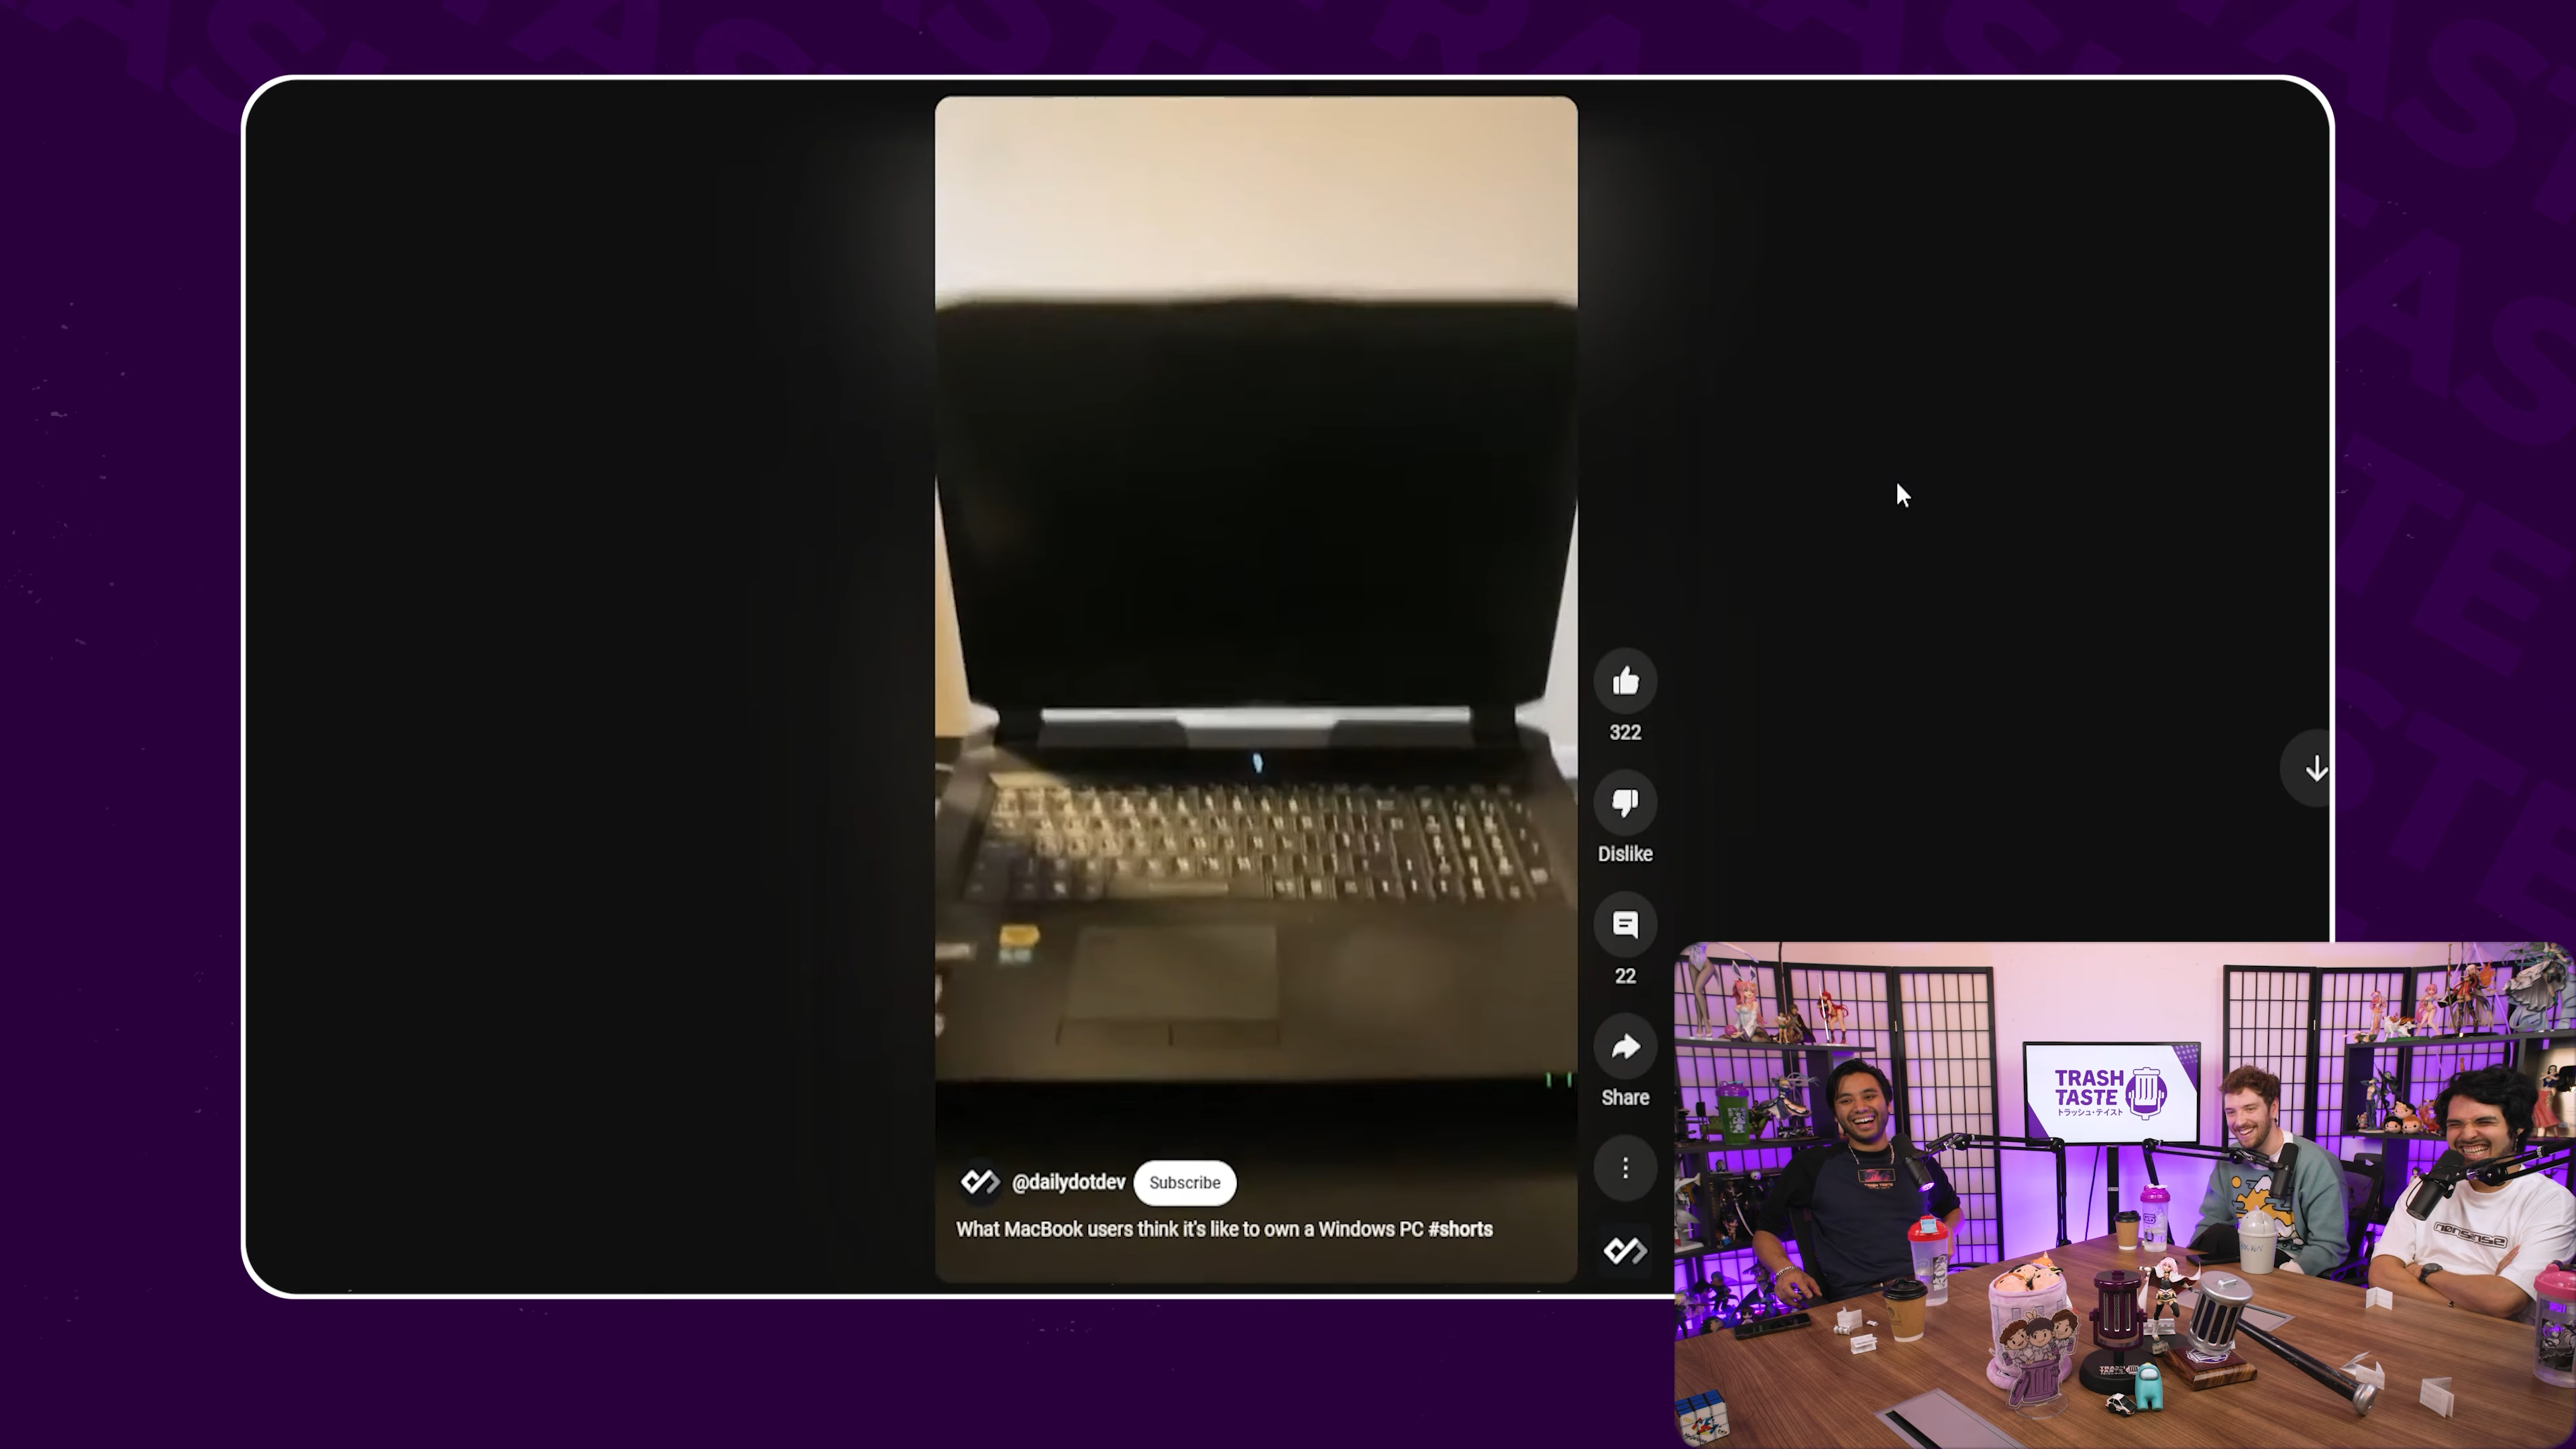 322
Dislike
22
Share
@dailydotdev
Subscribe
What MacBook users think it's like to own a Windows PC #shorts
TRASH
TASTE
トラッシュ・テイスト
nonsense